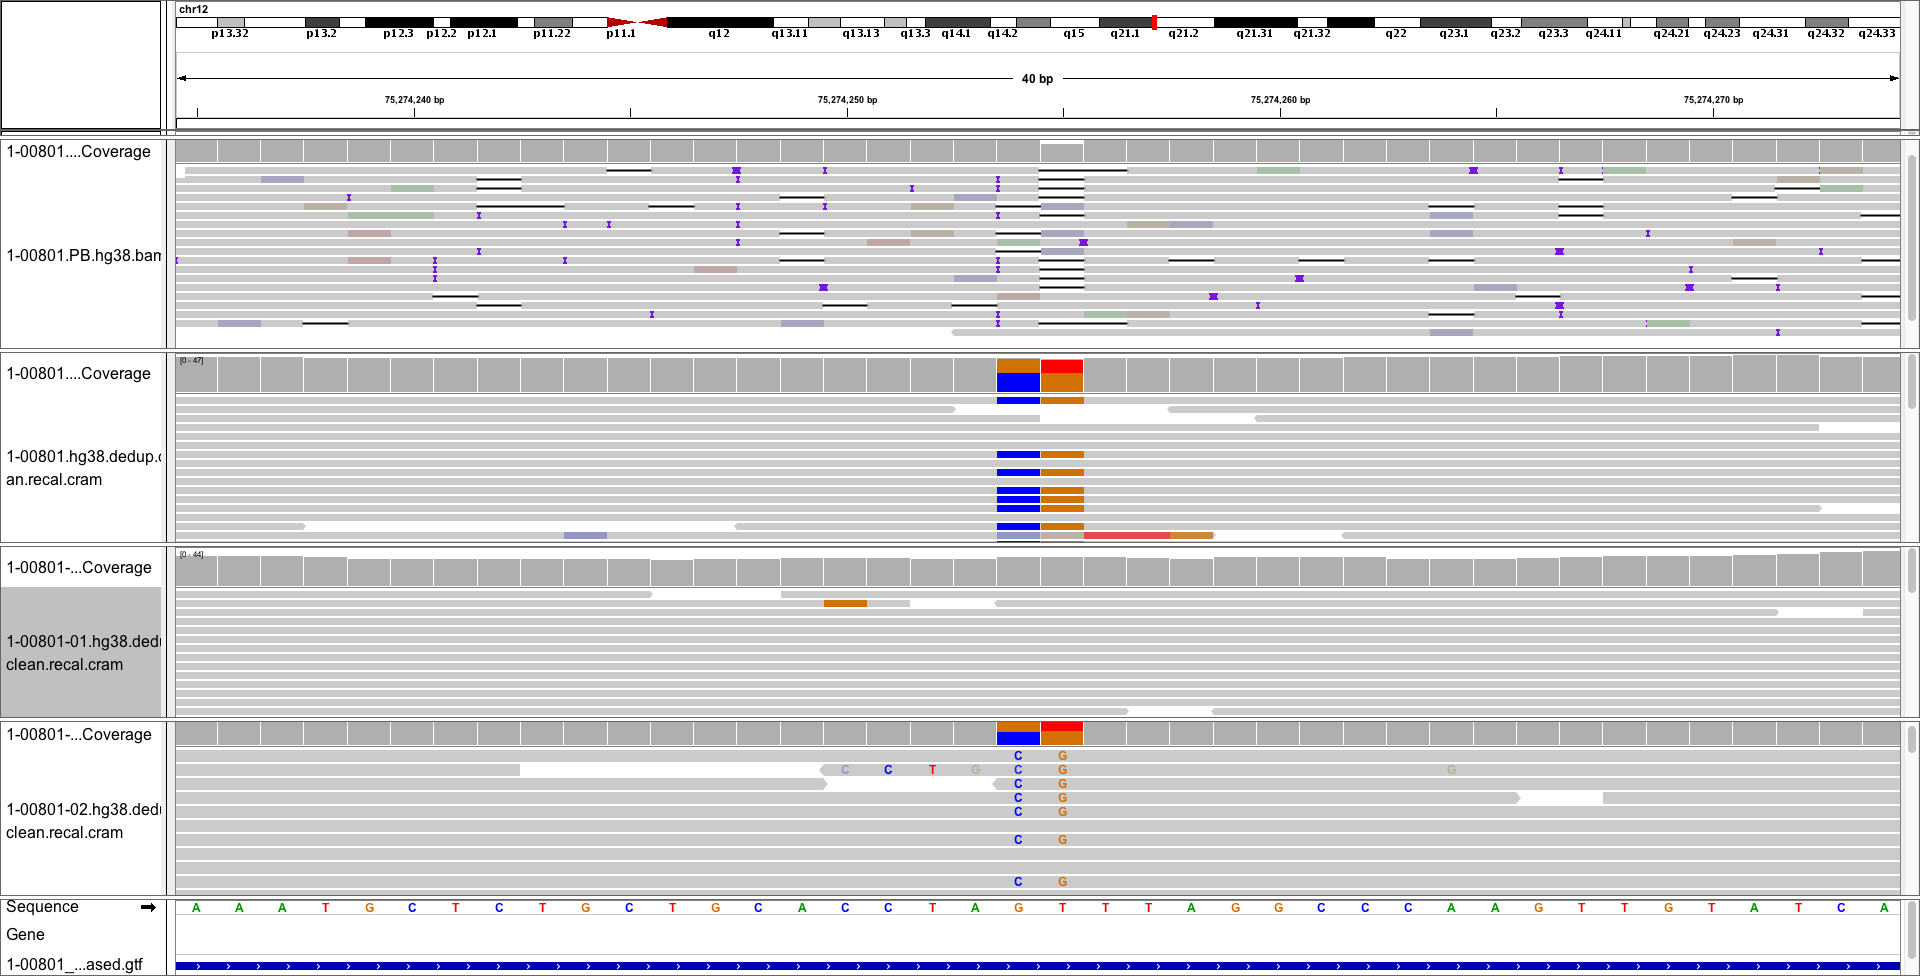 chr12
p13.32 p13.2 p12.3 p12.2 p12.1 p11.22 p11.1 q12 q13.11 q13.13 q13.3 q14.1 q14.2 q15 q21.1 q21.2 q21.31 q21.32 q22 q23.1 q23.2 q23.3 q24.11 q24.21 q24.23 q24.31 q24.32 q24.33
40 bp
75,274,240 bp 75,274,250 bp 75,274,260 bp 75,274,270 bp
1-00801....Coverage
1-00801.PB.hg38.bam
1-00801....Coverage
[0 - 47]
1-00801.hg38.dedup.c
an.recal.cram
1-00801-...Coverage
[0 - 44]
1-00801-01.hg38.dedu
clean.recal.cram
1-00801-...Coverage
C G
C C T G C G G
C G
C G
C G
1-00801-02.hg38.dedu
clean.recal.cram
C G
C G
Sequence A A A T G C T C T G C T G C A C C T A G T T T A G G C C C A A G T T G T A T C A
Gene
1-00801_...ased.gtf